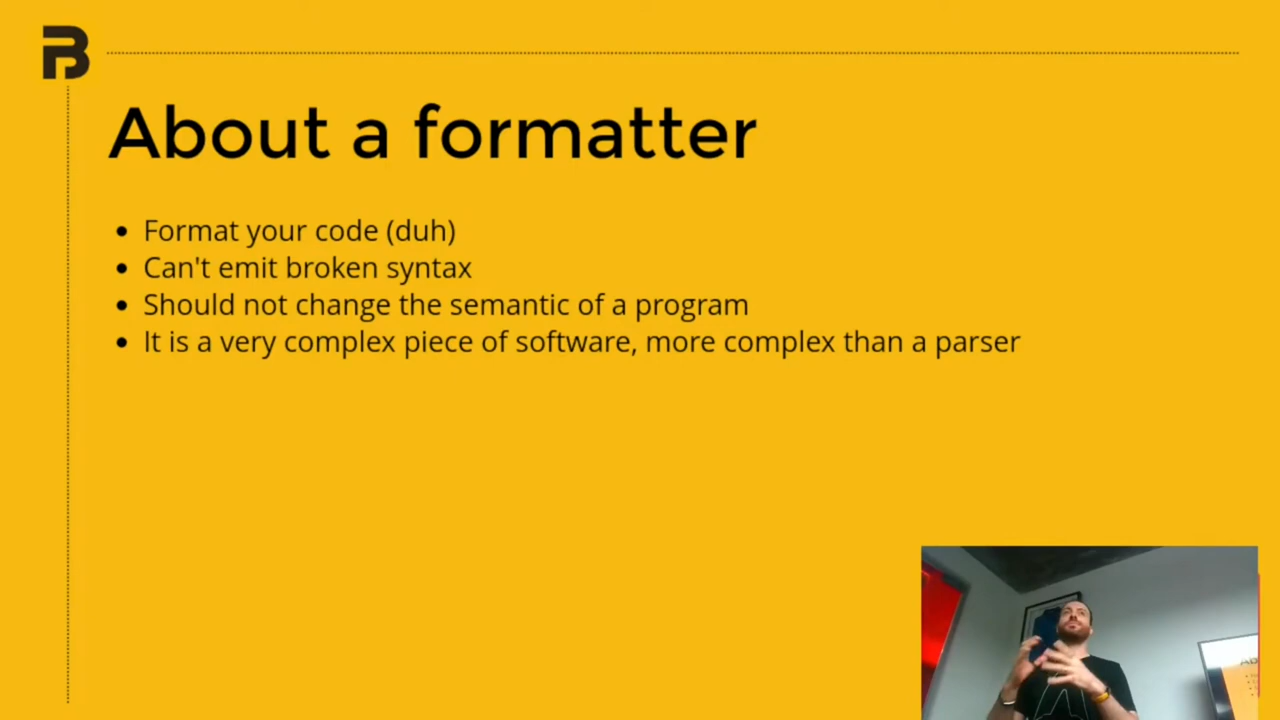 B
About a formatter
Format your code (duh)
Can't emit broken syntax
Should not change the semantic of a program
It is a very complex piece of software, more complex than a parser